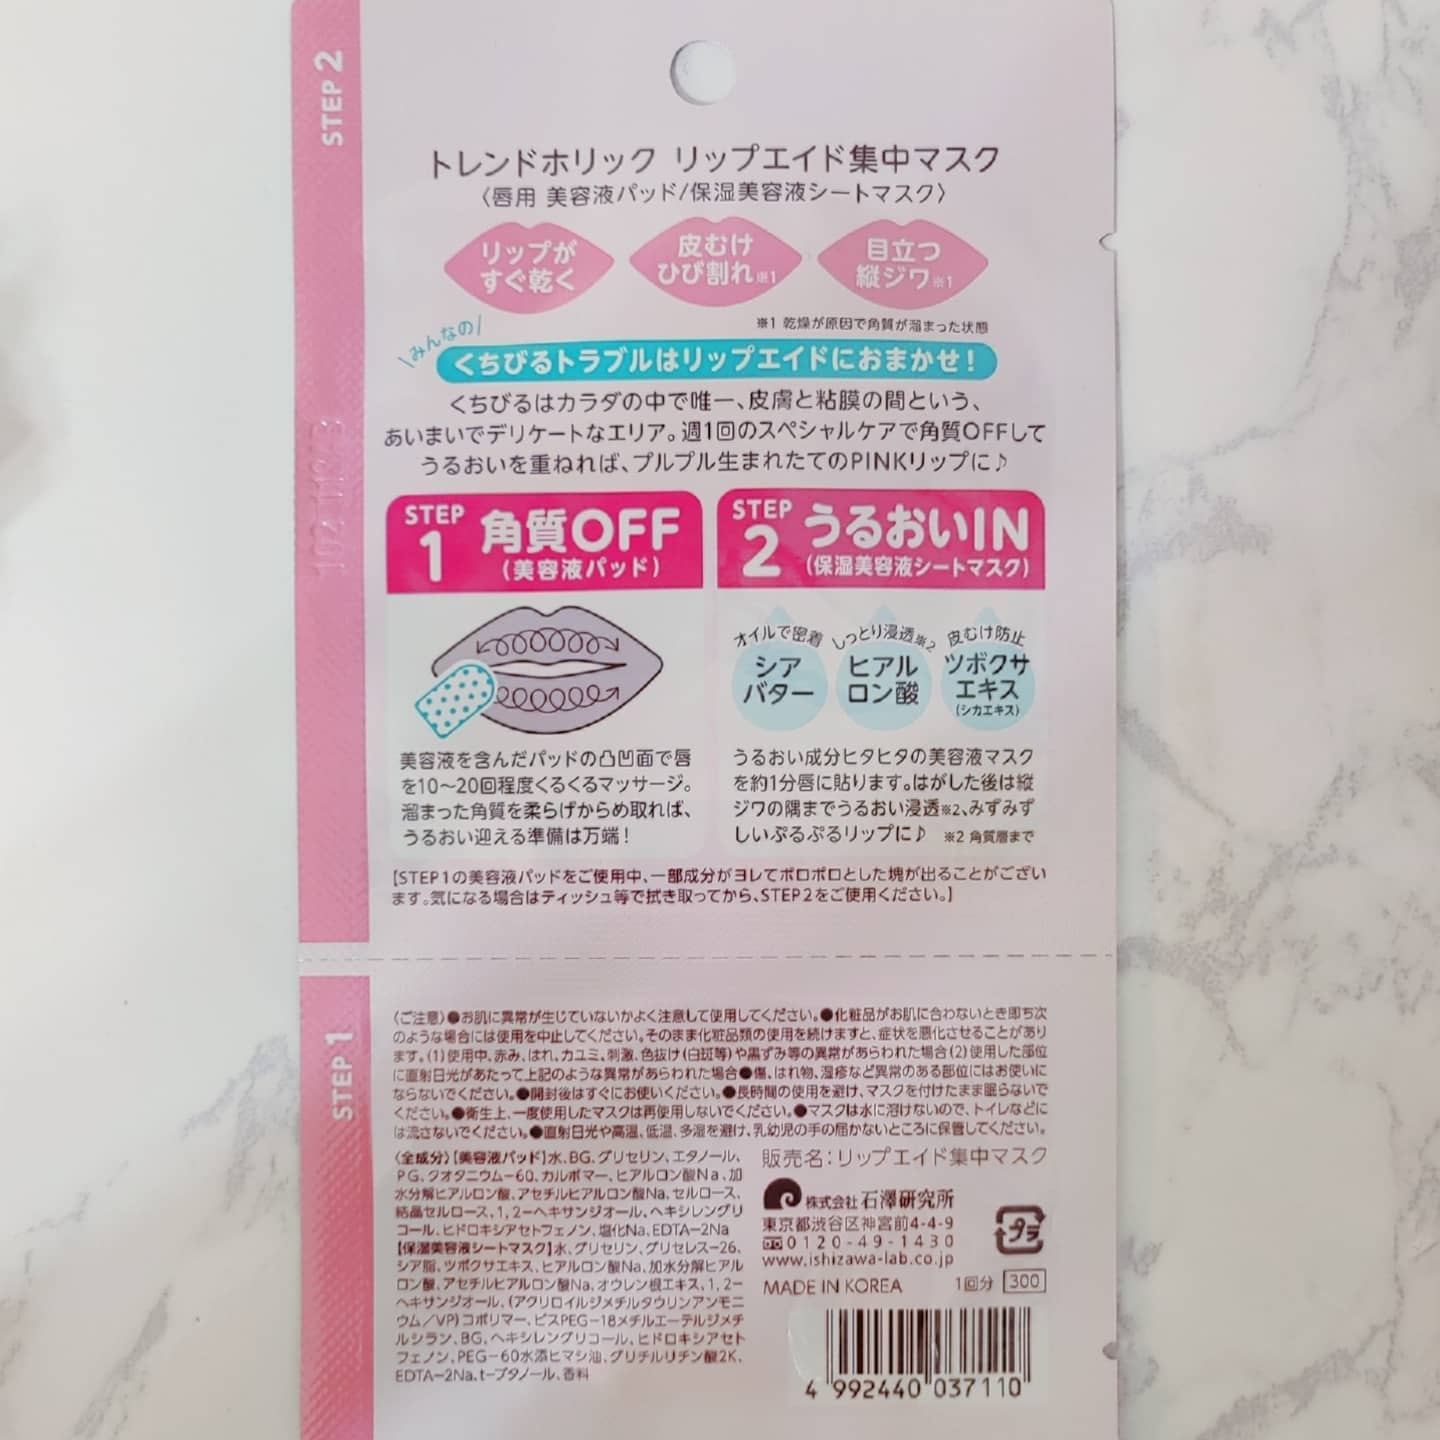 STEP 2
トレンドホリック リップエイド集中マスク
〈唇用 美容液パッド/保湿美容液シートマスク〉
リップが
すぐ乾く
皮むけ
ひび割れ※1
目立つ
縦ジワ※1
※1 乾燥が原因で角質が溜まった状態
\みんなの/
くちびるトラブルはリップエイドにおまかせ!
くちびるはカラダの中で唯一、皮膚と粘膜の間という、
あいまいでデリケートなエリア。週1回のスペシャルケアで角質OFFして
うるおいを重ねれば、プルプル生まれたてのPINKリップに♪
STEP 1 角質OFF
(美容液パッド)
美容液を含んだパッドの凸凹面で唇
を10〜20回程度くるくるマッサージ。
溜まった角質を柔らげからめ取れば、
うるおい迎える準備は万端!
STEP 2 うるおいIN
(保湿美容液シートマスク)
オイルで密着
シア
バター
しっとり浸透※2
ヒアル
ロン酸
皮むけ防止
ツボクサ
エキス
(シカエキス)
うるおい成分ヒタヒタの美容液マスク
を約1分唇に貼ります。はがした後は縦
ジワの隅までうるおい浸透※2、みずみず
しいぷるぷるリップに♪ ※2 角質層まで
【STEP1の美容液パッドをご使用中、一部成分がヨレてボロボロとした塊が出ることがござい
ます。気になる場合はティッシュ等で拭き取ってから、STEP2をご使用ください。】
STEP 1
〈ご注意〉●お肌に異常が生じていないかよく注意して使用してください。●化粧品がお肌に合わないとき即ち次
のような場合には使用を中止してください。そのまま化粧品類の使用を続けますと、症状を悪化させることがあり
ます。(1)使用中、赤み、はれ、カユミ、刺激、色抜け(白斑等)や黒ずみ等の異常があらわれた場合(2)使用した部位
に直射日光があたって上記のような異常があらわれた場合●傷、はれ物、湿疹など異常のある部位にはお使いに
ならないでください。●開封後はすぐにお使いください。●長時間の使用を避け、マスクを付けたまま眠らないで
ください。●衛生上、一度使用したマスクは再使用しないでください。●マスクは水に溶けないので、トイレなどに
は流さないでください。●直射日光や高温、低温、多湿を避け、乳幼児の手の届かないところに保管してください。
〈全成分〉【美容液パッド】水、BG、グリセリン、エタノール、
PG、クオタニウム-60、カルボマー、ヒアルロン酸Na、加
水分解ヒアルロン酸、アセチルヒアルロン酸Na、セルロース、
結晶セルロース、1,2-ヘキサンジオール、ヘキシレングリ
コール、ヒドロキシアセトフェノン、塩化Na、EDTA-2Na
【保湿美容液シートマスク】水、グリセリン、グリセレス-26、
シア脂、ツボクサエキス、ヒアルロン酸Na、加水分解ヒアル
ロン酸、アセチルヒアルロン酸Na、オウレン根エキス、1,2-
ヘキサンジオール、(アクリロイルジメチルタウリンアンモニ
ウム/VP)コポリマー、ビスPEG-18メチルエーテルジメチ
ルシラン、BG、ヘキシレングリコール、ヒドロキシアセト
フェノン、PEG-60水添ヒマシ油、グリチルリチン酸2K、
EDTA-2Na、t-ブタノール、香料
販売名:リップエイド集中マスク
株式会社 石澤研究所
東京都渋谷区神宮前4-4-9
0120-49-1430
www.ishizawa-lab.co.jp
プラ
MADE IN KOREA 1回分 300
4 992440 037110